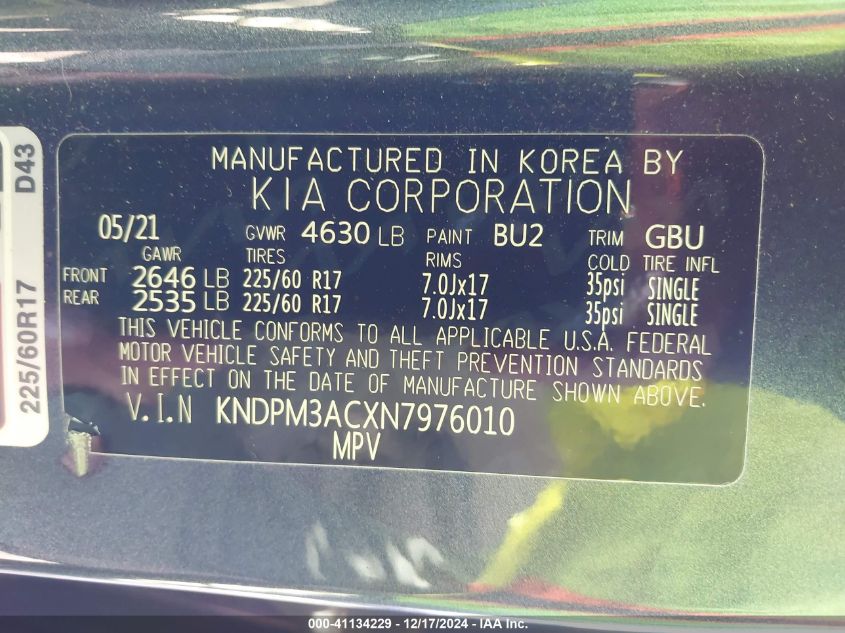 MANUFACTURED IN KOREA BY
KIA CORPORATION
05/21 GVWR 4630 LB PAINT BU2 TRIM GBU
GAWR TIRES RIMS COLD TIRE INFL
FRONT 2646 LB 225/60 R17 7.0Jx17 35psi SINGLE
REAR 2535 LB 225/60 R17 7.0Jx17 35psi SINGLE
THIS VEHICLE CONFORMS TO ALL APPLICABLE U.S.A. FEDERAL
MOTOR VEHICLE SAFETY AND THEFT PREVENTION STANDARDS
IN EFFECT ON THE DATE OF MANUFACTURE SHOWN ABOVE.
V.I.N KNDPM3ACXN7976010
MPV
D43
225/60R17
000-41134229 - 12/17/2024 - IAA Inc.